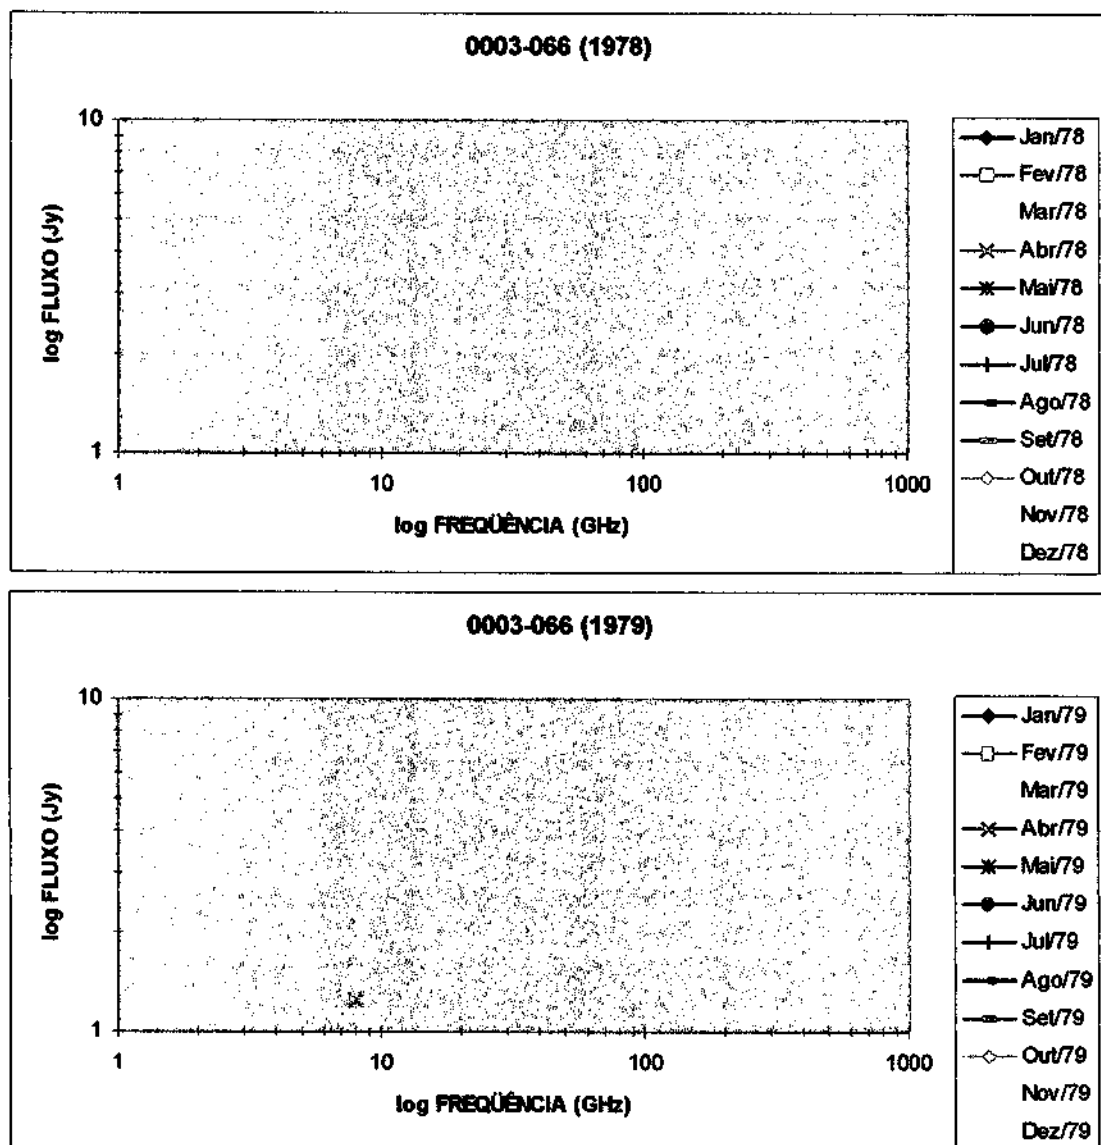 0003-066 (1978)
10
log FLUXO (Jy)
1
1
10
100
1000
log FREQÜÊNCIA (GHz)
Jan/78
Fev/78
Mar/78
Abr/78
Mai/78
Jun/78
Jul/78
Ago/78
Set/78
Out/78
Nov/78
Dez/78
0003-066 (1979)
10
log FLUXO (Jy)
1
1
10
100
1000
log FREQÜÊNCIA (GHz)
Jan/79
Fev/79
Mar/79
Abr/79
Mai/79
Jun/79
Jul/79
Ago/79
Set/79
Out/79
Nov/79
Dez/79